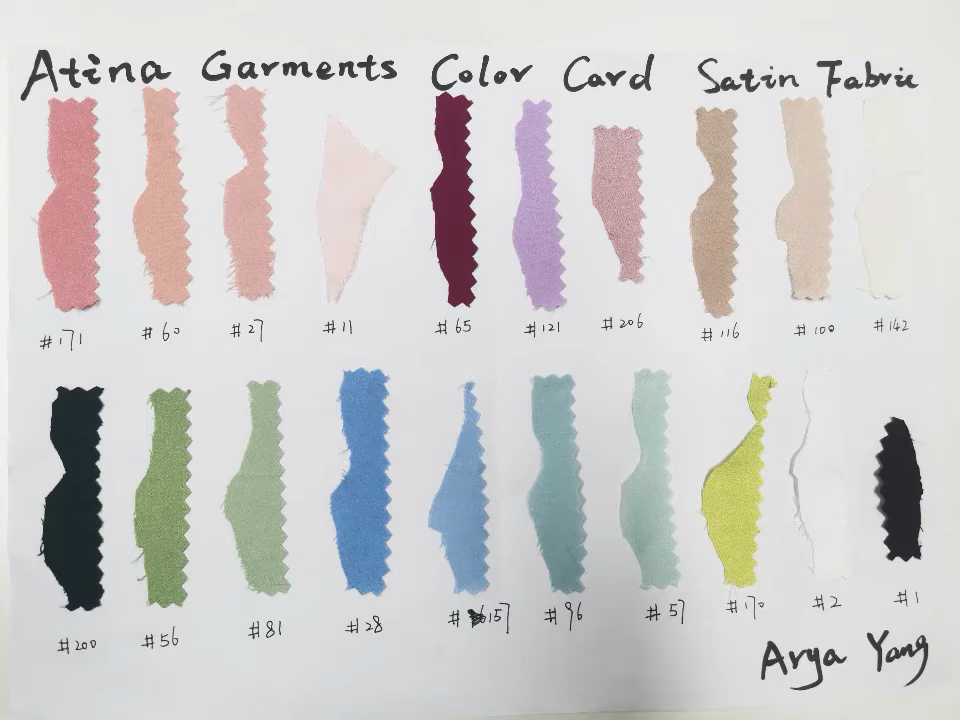 Atina Garments Color Card Satin Fabric
#171 #60 #27 #11 #65 #121 #206 #116 #100 #142
#200 #56 #81 #28 #157 #96 #57 #170 #2 #1
Arya Yang